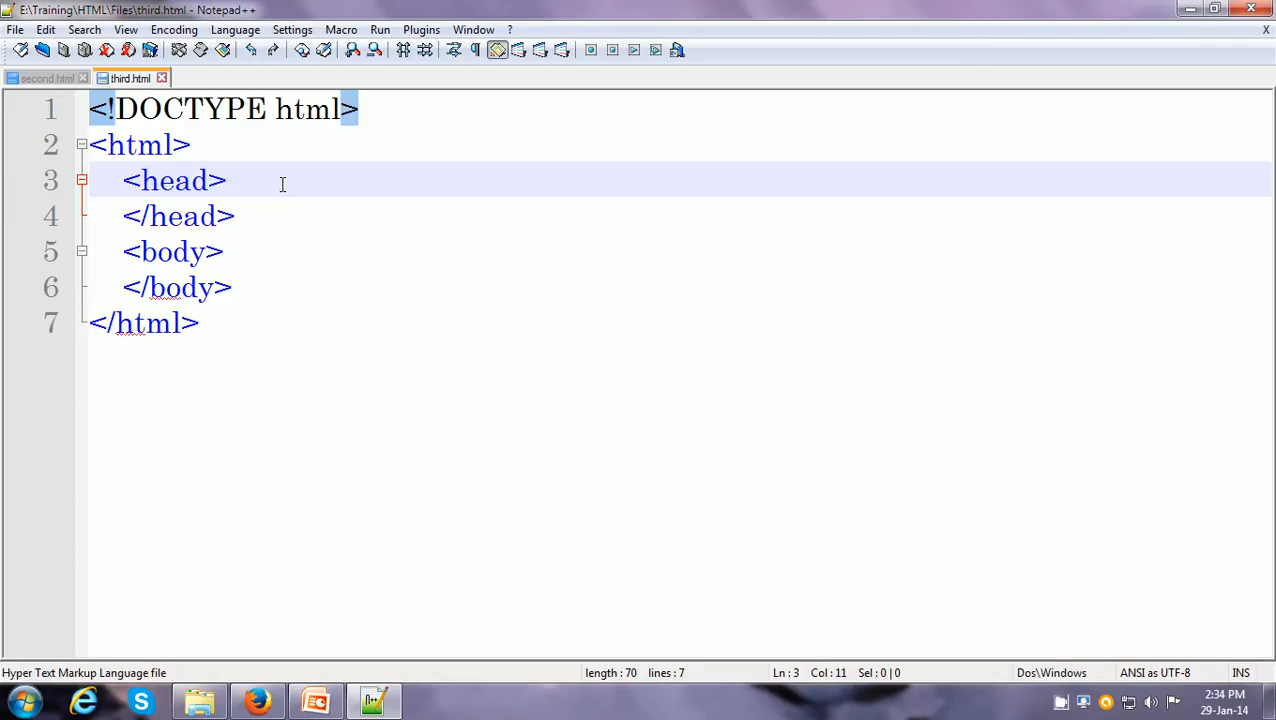 E:\Training\HTML\Files\third.html - Notepad++
File Edit Search View Encoding Language Settings Macro Run Plugins Window ? X
second.html third.html
1 <!DOCTYPE html>
2 <html>
3 <head>
4 </head>
5 <body>
6 </body>
7 </html>
Hyper Text Markup Language file length : 70 lines : 7 Ln : 3 Col : 11 Sel : 0 | 0 Dos\Windows ANSI as UTF-8 INS
2:34 PM
29-Jan-14